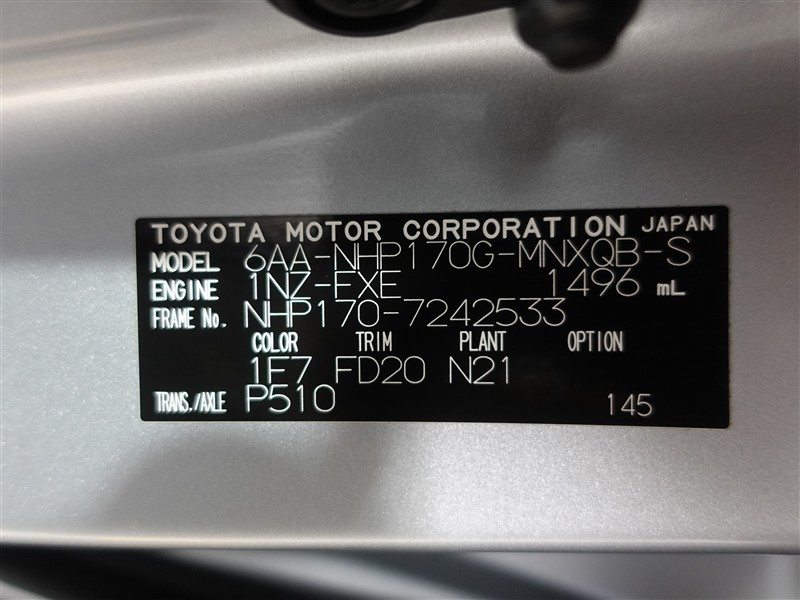 TOYOTA MOTOR CORPORATION JAPAN
MODEL 6AA-NHP170G-MNXQB-S
ENGINE 1NZ-FXE 1496 mL
FRAME No. NHP170-7242533
COLOR TRIM PLANT OPTION
1F7 FD20 N21
TRANS./AXLE P510 145